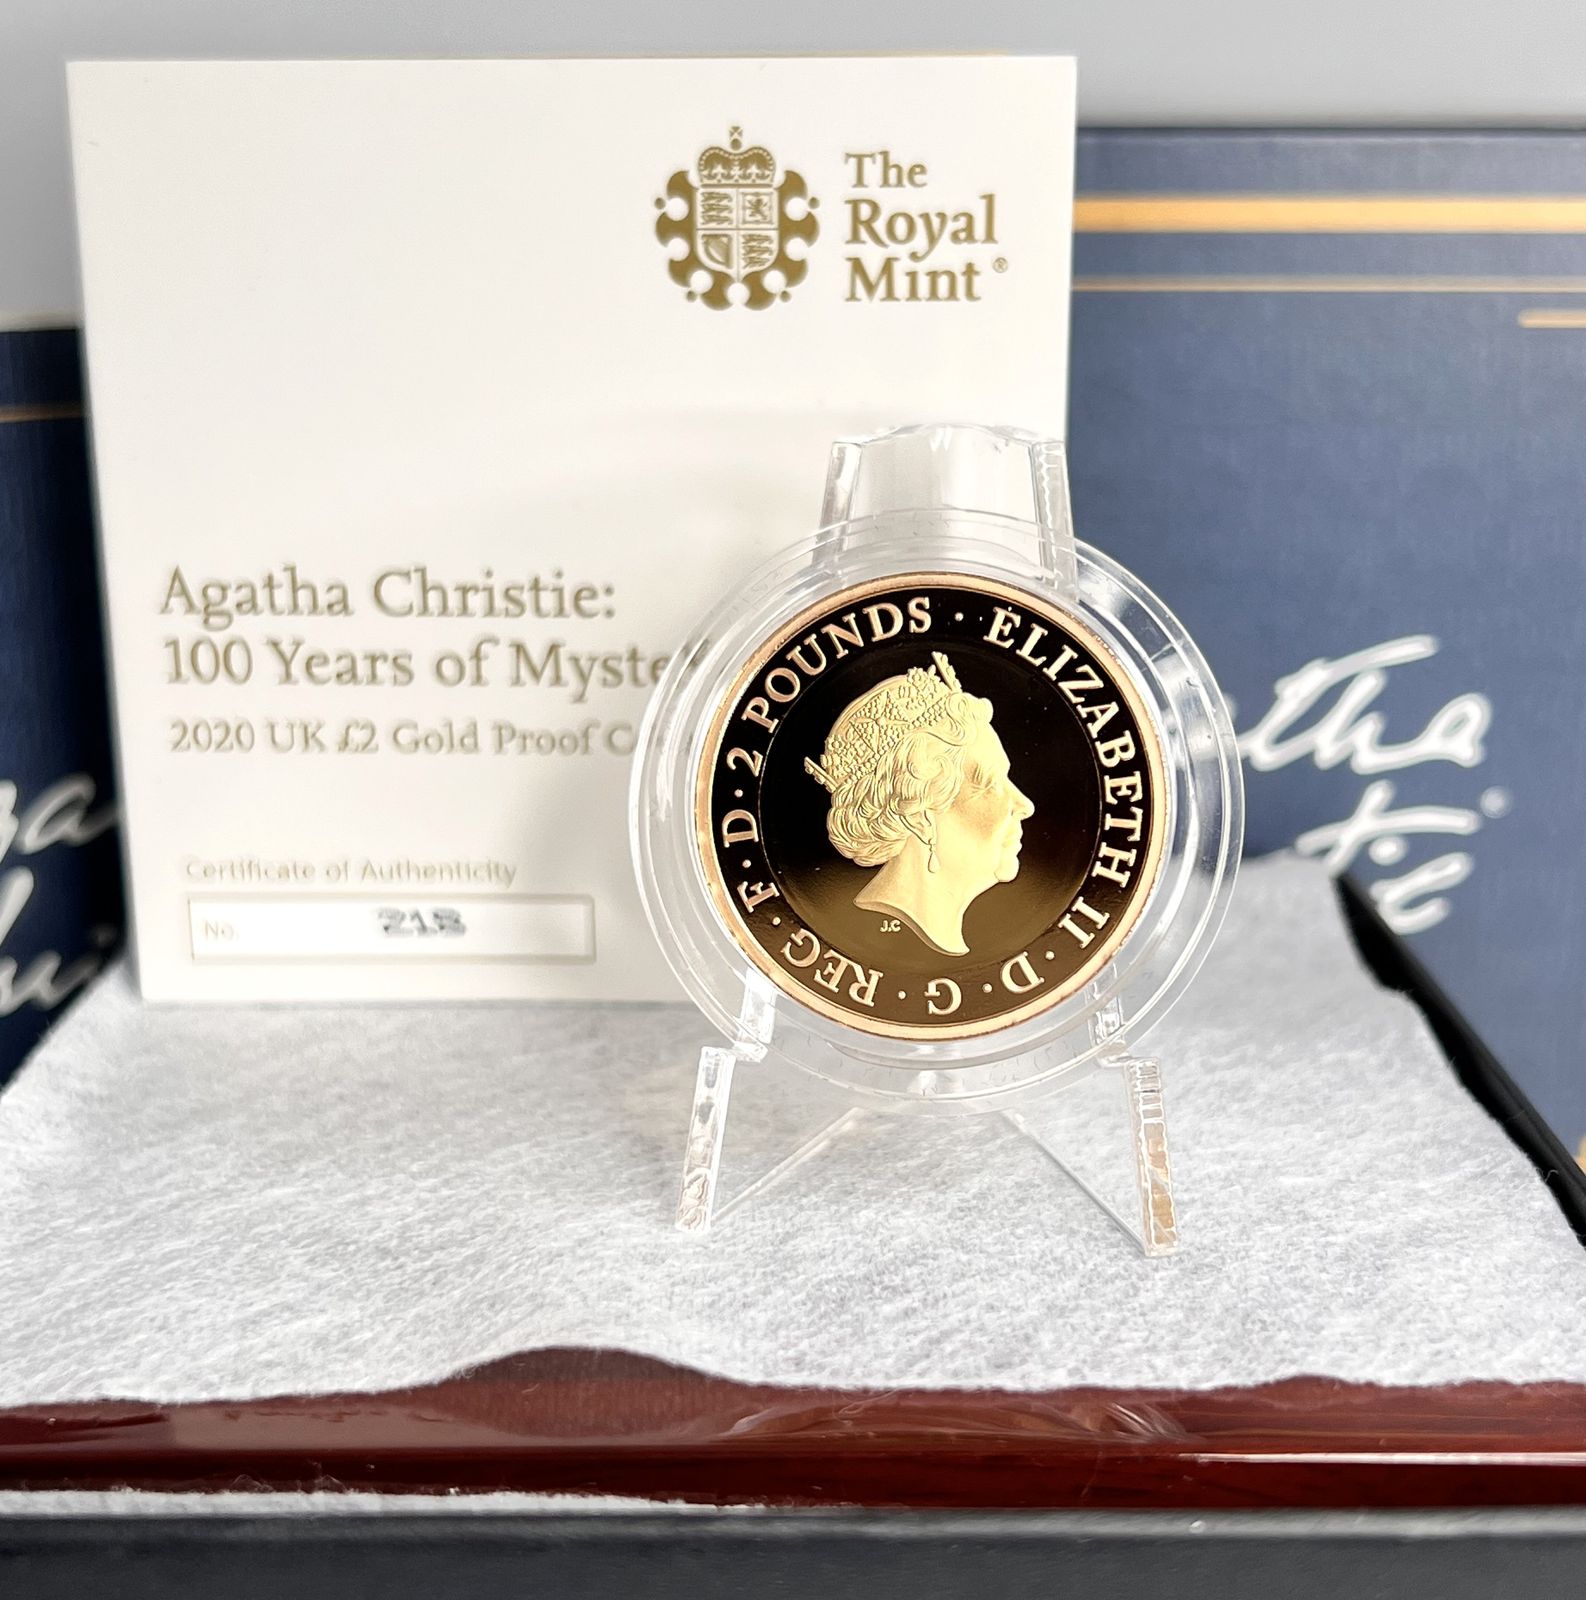 The
Royal
Mint®
Agatha Christie:
100 Years of Myste
2020 UK £2 Gold Proof C
Certificate of Authenticity
No. 218
ELIZABETH II · D · G · REG · F · D · 2 POUNDS ·
J.C